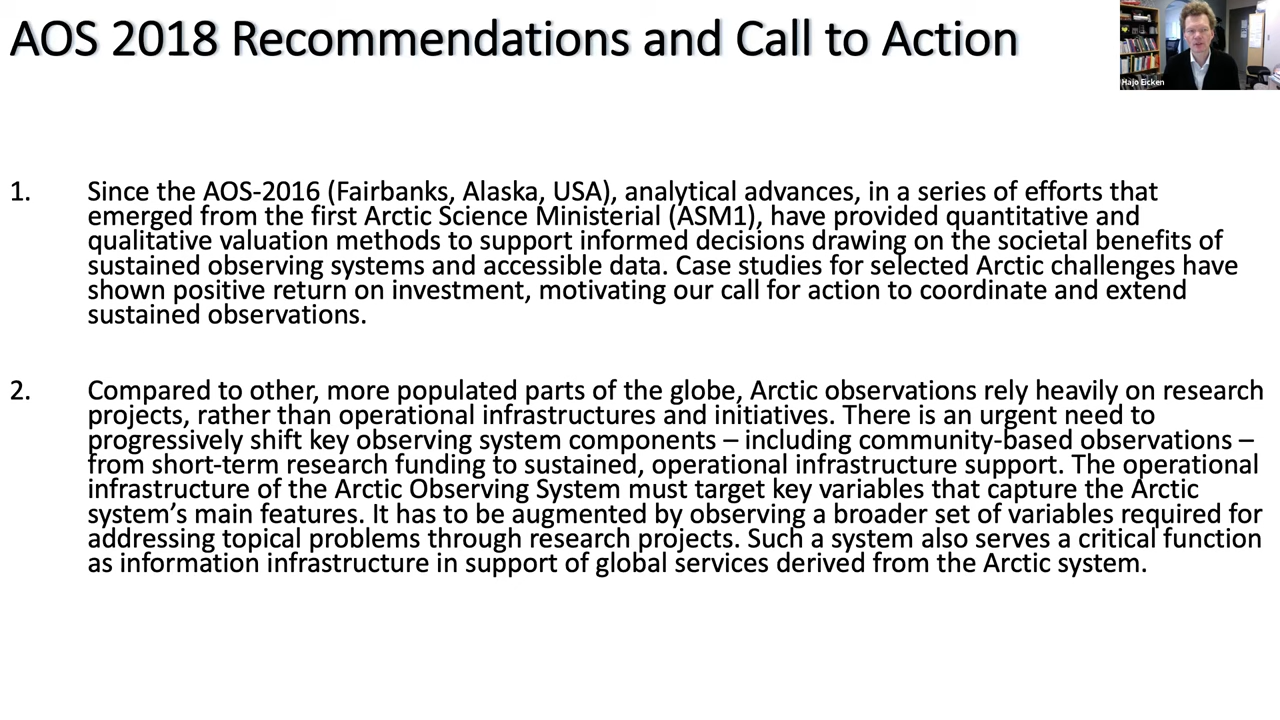 AOS 2018 Recommendations and Call to Action
Hajo Eicken
1. Since the AOS-2016 (Fairbanks, Alaska, USA), analytical advances, in a series of efforts that
emerged from the first Arctic Science Ministerial (ASM1), have provided quantitative and
qualitative valuation methods to support informed decisions drawing on the societal benefits of
sustained observing systems and accessible data. Case studies for selected Arctic challenges have
shown positive return on investment, motivating our call for action to coordinate and extend
sustained observations.
2. Compared to other, more populated parts of the globe, Arctic observations rely heavily on research
projects, rather than operational infrastructures and initiatives. There is an urgent need to
progressively shift key observing system components – including community-based observations –
from short-term research funding to sustained, operational infrastructure support. The operational
infrastructure of the Arctic Observing System must target key variables that capture the Arctic
system's main features. It has to be augmented by observing a broader set of variables required for
addressing topical problems through research projects. Such a system also serves a critical function
as information infrastructure in support of global services derived from the Arctic system.